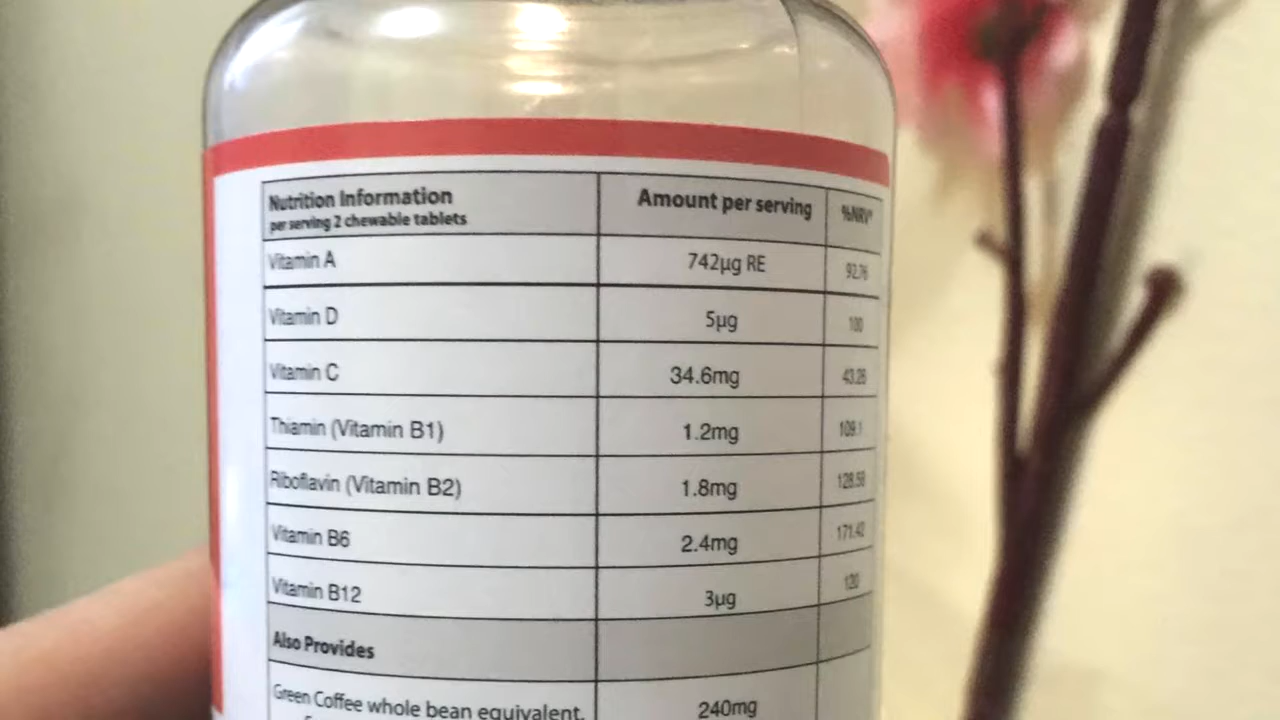 Nutrition Information Amount per serving %NRV*
per serving 2 chewable tablets
Vitamin A 742µg RE 92.76
Vitamin D 5µg 100
Vitamin C 34.6mg 43.26
Thiamin (Vitamin B1) 1.2mg 109.1
Riboflavin (Vitamin B2) 1.8mg 128.58
Vitamin B6 2.4mg 171.42
Vitamin B12 3µg 120
Also Provides
Green Coffee whole bean equivalent, 240mg